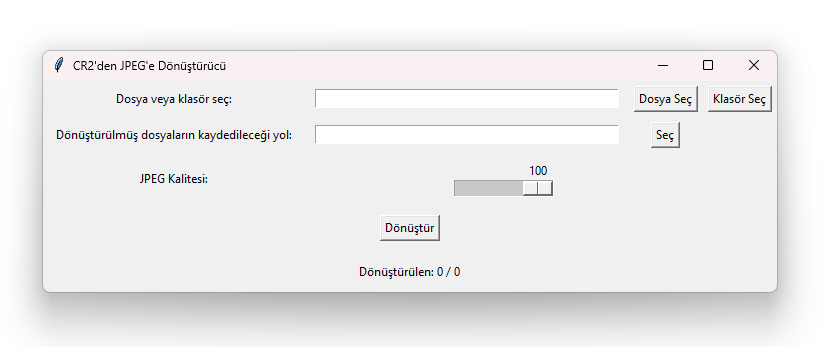 CR2'den JPEG'e Dönüştürücü
Dosya veya klasör seç: Dosya Seç Klasör Seç
Dönüştürülmüş dosyaların kaydedileceği yol: Seç
100
JPEG Kalitesi:
Dönüştür
Dönüştürülen: 0 / 0